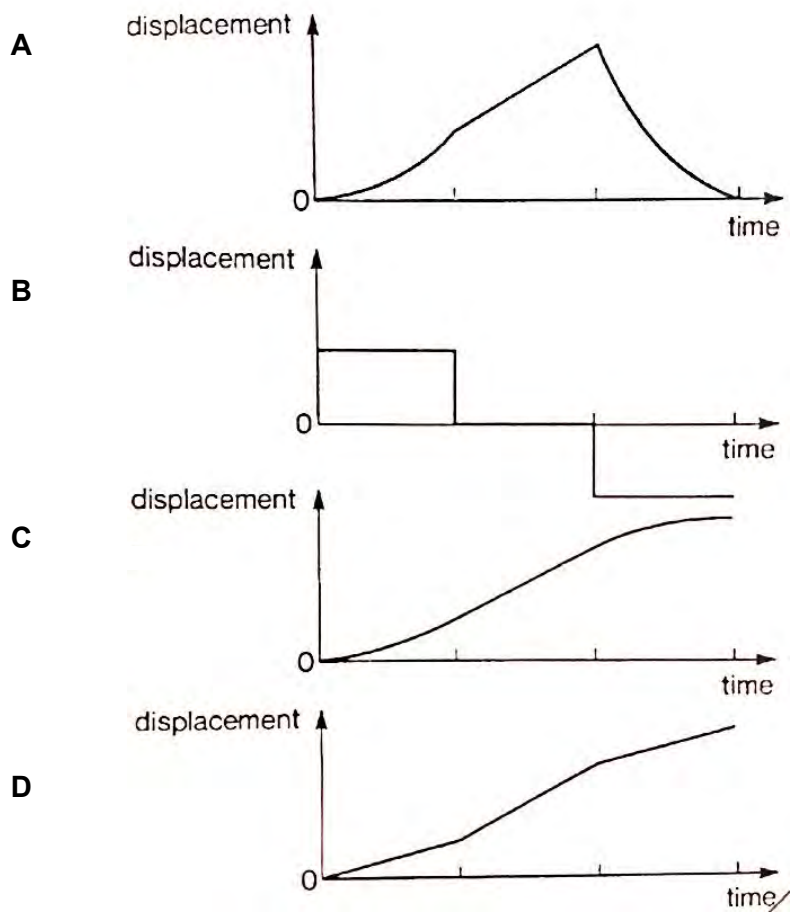 A
displacement
0
time
B
displacement
0
time
C
displacement
0
time
D
displacement
0
time